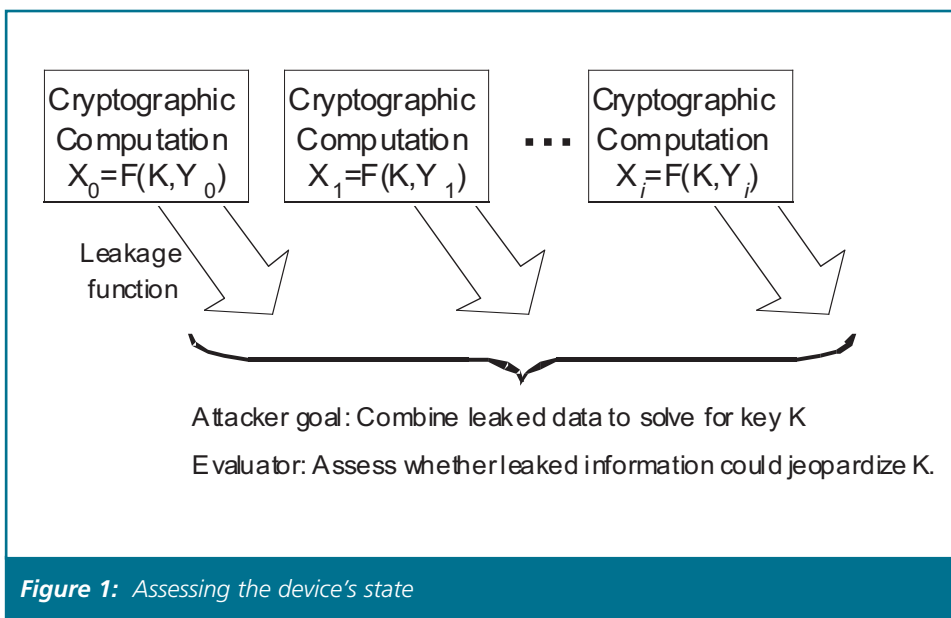 Cryptographic
Computation
X₀=F(K,Y₀)
Cryptographic
Computation
X₁=F(K,Y₁)
...
Cryptographic
Computation
Xᵢ=F(K,Yᵢ)
Leakage
function
Attacker goal: Combine leaked data to solve for key K
Evaluator: Assess whether leaked information could jeopardize K.
Figure 1: Assessing the device's state